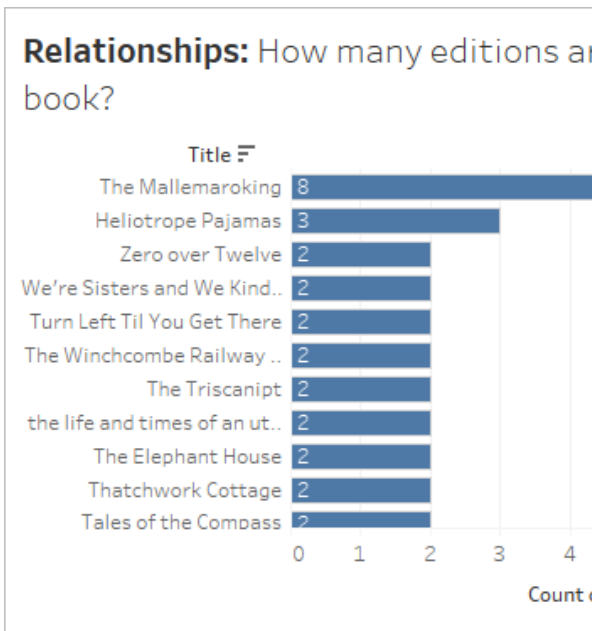 Relationships: How many editions
book?
Title
The Mallemaroking 8
Heliotrope Pajamas 3
Zero over Twelve 2
We're Sisters and We Kind.. 2
Turn Left Til You Get There 2
The Winchcombe Railway .. 2
The Triscanipt 2
the life and times of an ut.. 2
The Elephant House 2
Thatchwork Cottage 2
Tales of the Compass 2
0 1 2 3 4
Count